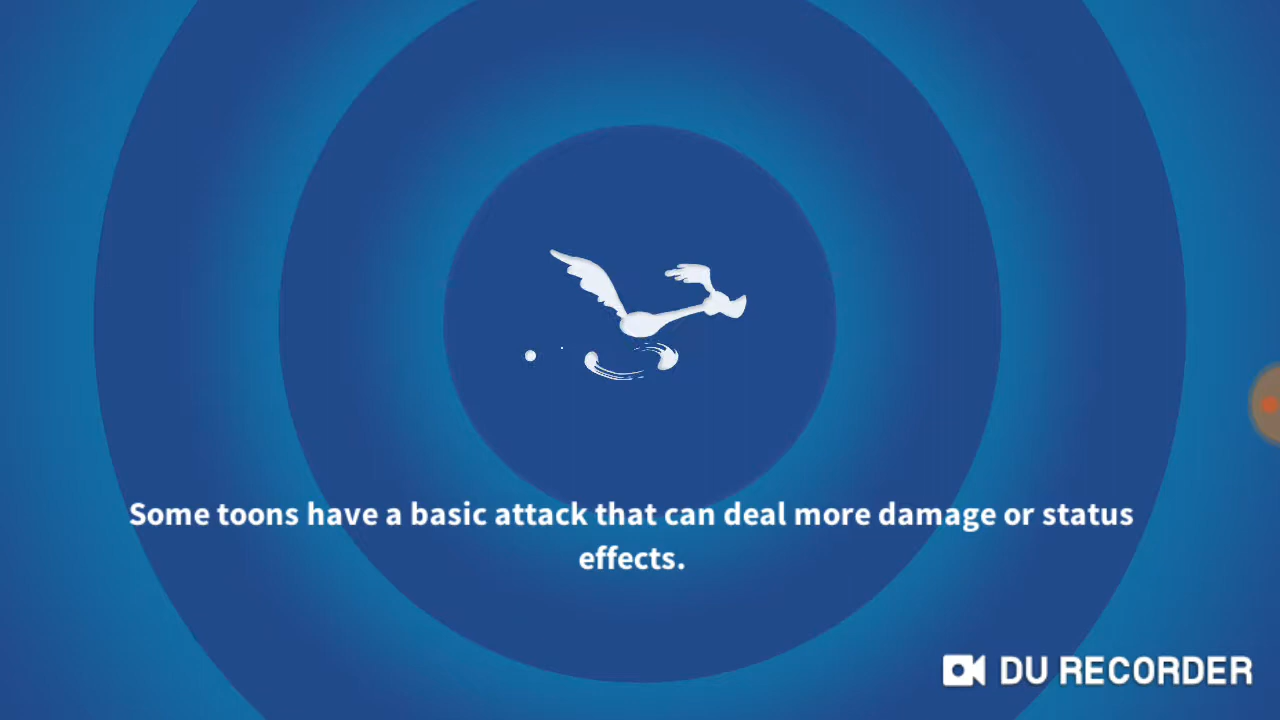 Some toons have a basic attack that can deal more damage or status
effects.
DU RECORDER